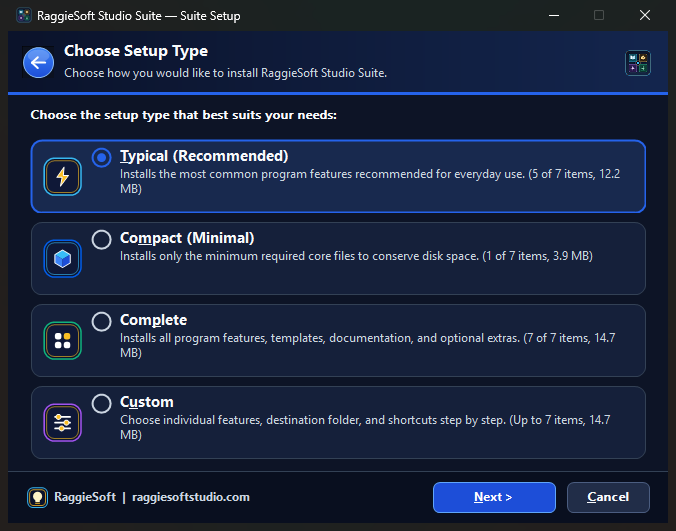 RaggieSoft Studio Suite — Suite Setup
Choose Setup Type
Choose how you would like to install RaggieSoft Studio Suite.
Choose the setup type that best suits your needs:
Typical (Recommended)
Installs the most common program features recommended for everyday use. (5 of 7 items, 12.2
MB)
Compact (Minimal)
Installs only the minimum required core files to conserve disk space. (1 of 7 items, 3.9 MB)
Complete
Installs all program features, templates, documentation, and optional extras. (7 of 7 items, 14.7
MB)
Custom
Choose individual features, destination folder, and shortcuts step by step. (Up to 7 items, 14.7
MB)
RaggieSoft | raggiesoftstudio.com
Next >
Cancel